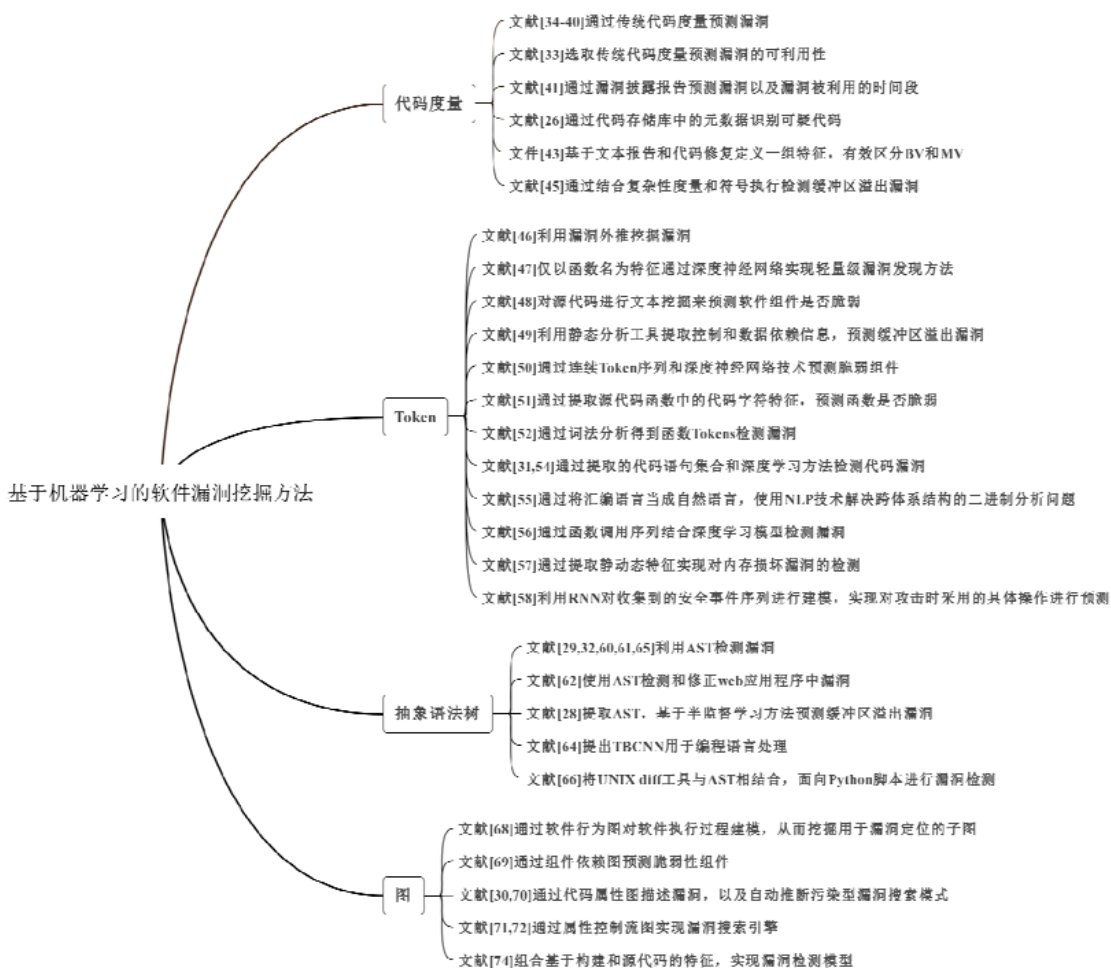 基于机器学习的软件漏洞挖掘方法
代码度量
文献[34-40]通过传统代码度量预测漏洞
文献[33]选取传统代码度量预测漏洞的可利用性
文献[41]通过漏洞披露报告预测漏洞以及漏洞被利用的时间段
文献[26]通过代码存储库中的元数据识别可疑代码
文件[43]基于文本报告和代码修复定义一组特征，有效区分BV和MV
文献[45]通过结合复杂性度量和符号执行检测缓冲区溢出漏洞
Token
文献[46]利用漏洞外推挖掘漏洞
文献[47]仅以函数名为特征通过深度神经网络实现轻量级漏洞发现方法
文献[48]对源代码进行文本挖掘来预测软件组件是否脆弱
文献[49]利用静态分析工具提取控制和数据依赖信息，预测缓冲区溢出漏洞
文献[50]通过连续Token序列和深度神经网络技术预测脆弱组件
文献[51]通过提取源代码函数中的代码字符特征，预测函数是否脆弱
文献[52]通过词法分析得到函数Tokens检测漏洞
文献[31,54]通过提取的代码语句集合和深度学习方法检测代码漏洞
文献[55]通过将汇编语言当成自然语言，使用NLP技术解决跨体系结构的二进制分析问题
文献[56]通过函数调用序列结合深度学习模型检测漏洞
文献[57]通过提取静动态特征实现对内存损坏漏洞的检测
文献[58]利用RNN对收集到的安全事件序列进行建模，实现对攻击时采用的具体操作进行预测
抽象语法树
文献[29,32,60,61,65]利用AST检测漏洞
文献[62]使用AST检测和修正web应用程序中漏洞
文献[28]提取AST，基于半监督学习方法预测缓冲区溢出漏洞
文献[64]提出TBCNN用于编程语言处理
文献[66]将UNIX diff工具与AST相结合，面向Python脚本进行漏洞检测
图
文献[68]通过软件行为图对软件执行过程建模，从而挖掘用于漏洞定位的子图
文献[69]通过组件依赖图预测脆弱性组件
文献[30,70]通过代码属性图描述漏洞，以及自动推断污染型漏洞搜索模式
文献[71,72]通过属性控制流图实现漏洞搜索引擎
文献[74]组合基于构建和源代码的特征，实现漏洞检测模型